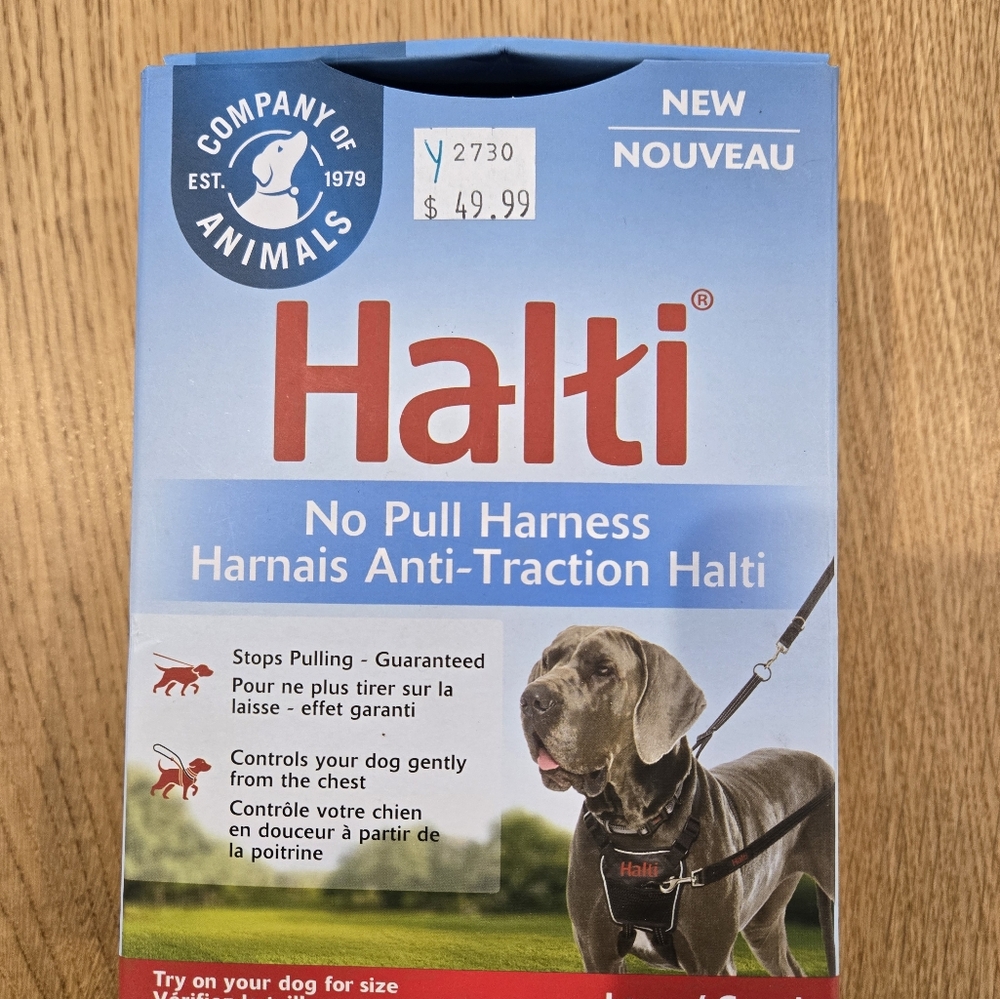 COMPANY OF
EST. 1979
ANIMALS
Y 2730
$ 49.99
NEW
NOUVEAU
Halti®
No Pull Harness
Harnais Anti-Traction Halti
Stops Pulling - Guaranteed
Pour ne plus tirer sur la
laisse - effet garanti
Controls your dog gently
from the chest
Contrôle votre chien
en douceur à partir de
la poitrine
Halti
Halti
Try on your dog for size